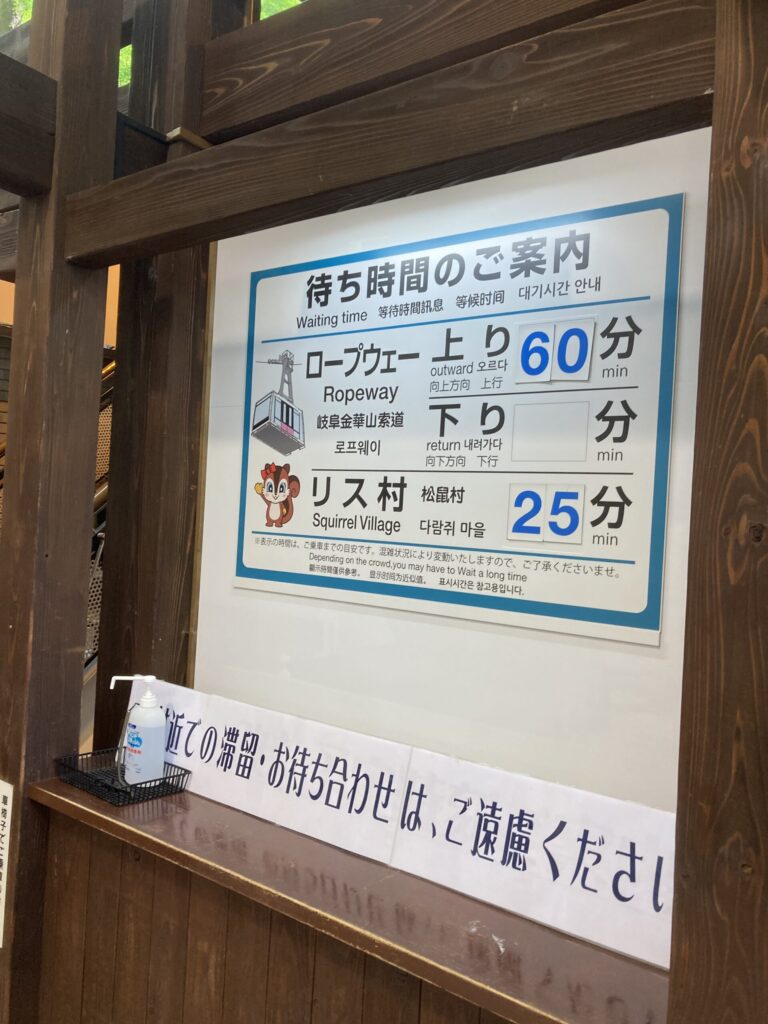 待ち時間のご案内
Waiting time 等待時間訊息 等候时间 대기시간 안내
ロープウェー 上り 60 分
Ropeway outward 오르다 min
向上方向 上行
岐阜金華山索道 下り 分
로프웨이 return 내려가다 min
向下方向 下行
リス村 松鼠村 25 分
Squirrel Village 다람쥐 마을 min
※表示の時間は、ご乗車までの目安です。混雑状況により変動いたしますので、ご了承くださいませ。
Depending on the crowd,you may have to Wait a long time
顯示時間僅供參考。 显示时间为近似值。 표시시간은 참고용입니다.
近での滞留・お待ち合わせは、ご遠慮くださ